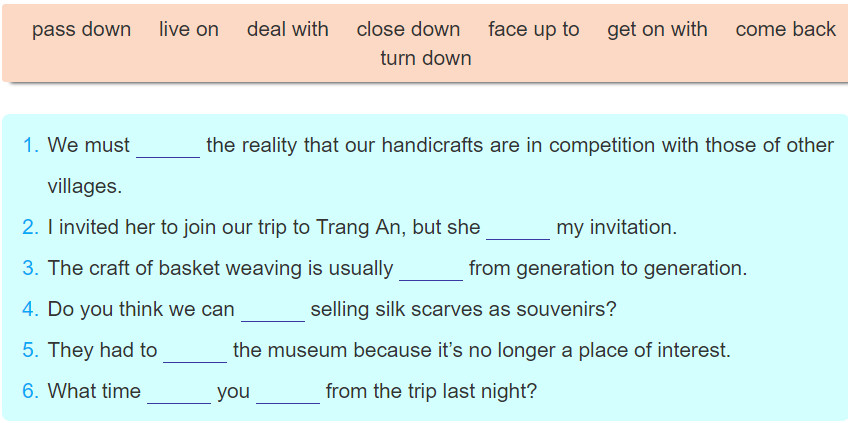 pass down live on deal with close down face up to get on with come back
turn down
1. We must ______ the reality that our handicrafts are in competition with those of other
villages.
2. I invited her to join our trip to Trang An, but she ______ my invitation.
3. The craft of basket weaving is usually ______ from generation to generation.
4. Do you think we can ______ selling silk scarves as souvenirs?
5. They had to ______ the museum because it’s no longer a place of interest.
6. What time ______ you ______ from the trip last night?